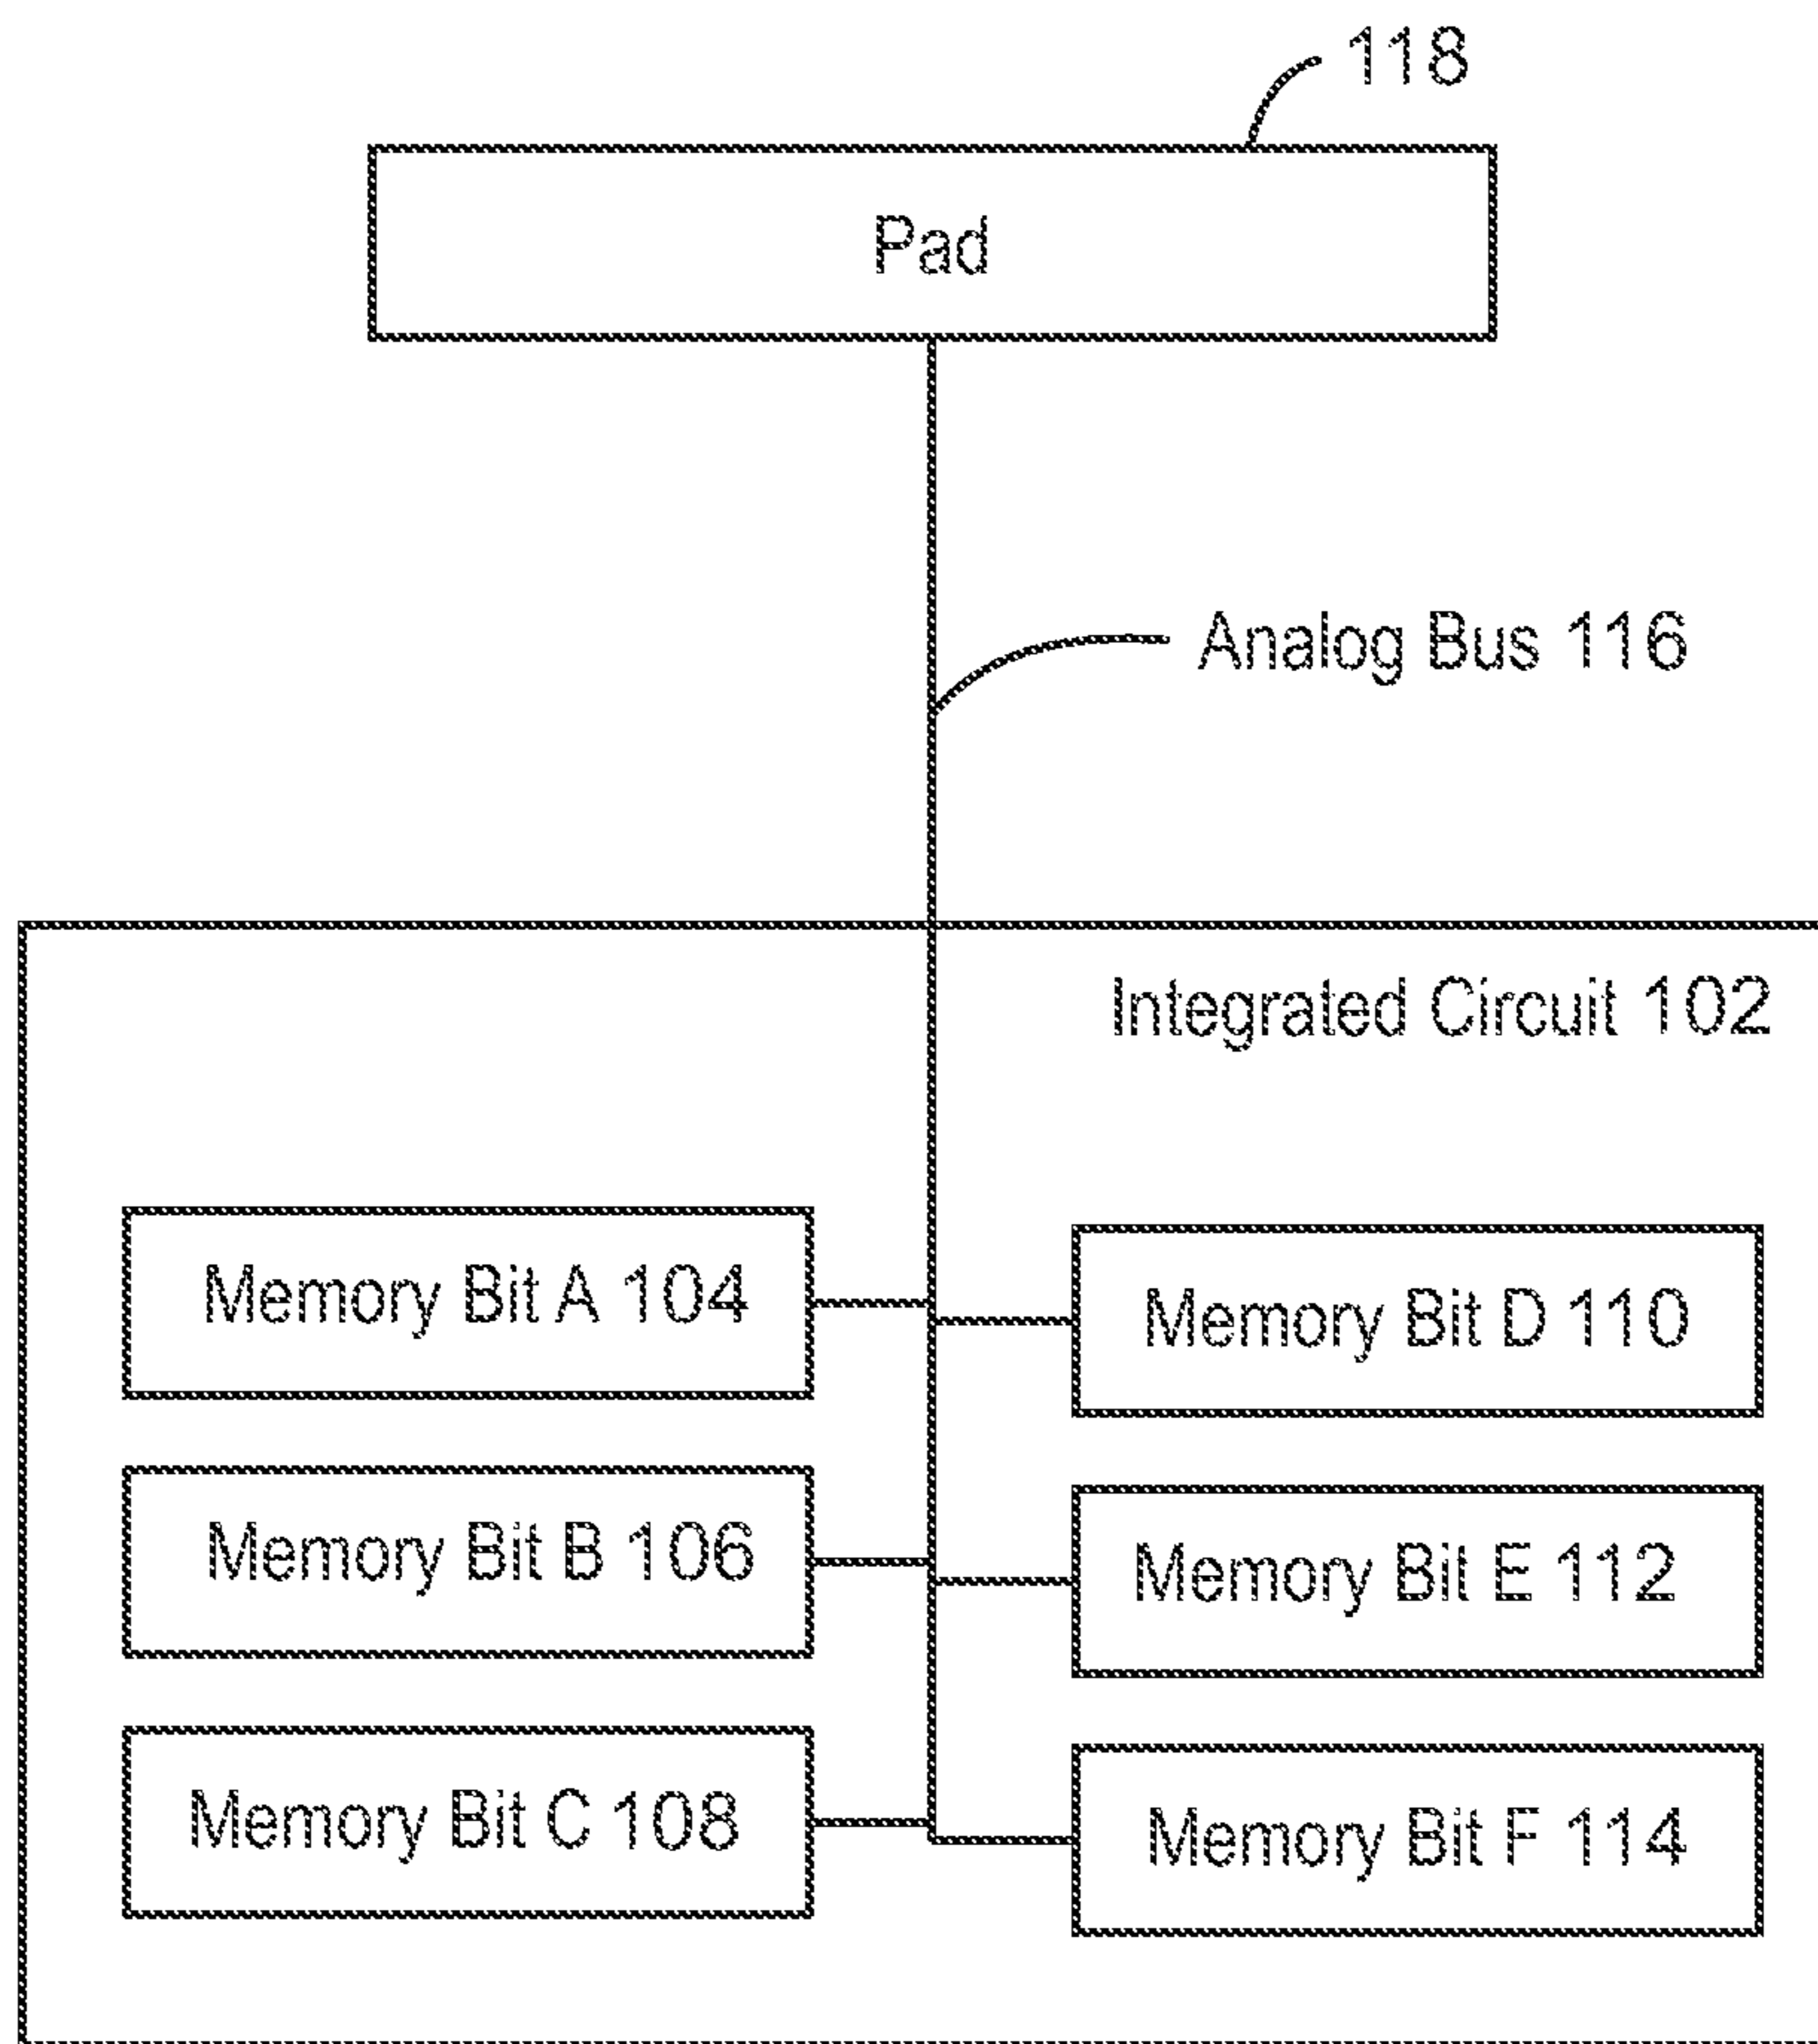 118
Pad
Analog Bus 116
Integrated Circuit 102
Memory Bit A 104
Memory Bit D 110
Memory Bit B 106
Memory Bit E 112
Memory Bit C 108
Memory Bit F 114